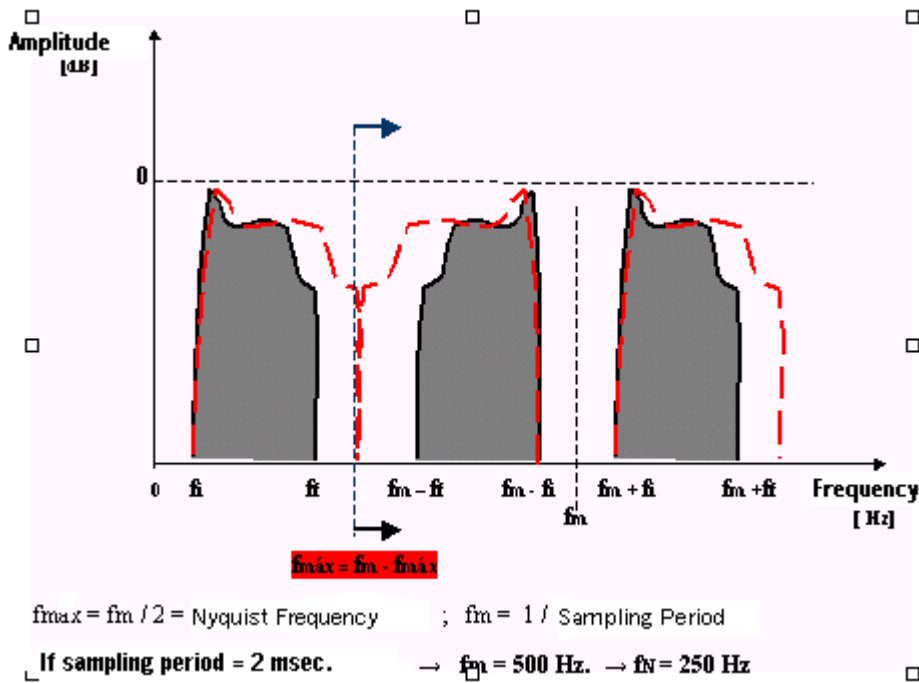 Amplitude
[dB]
0
0 fi ft fm – ft fm - fi fm + fi fm +ft Frequency
fm [ Hz]
fmáx = fm - fmáx
fmax = fm / 2 = Nyquist Frequency ; fm = 1 / Sampling Period
If sampling period = 2 msec. → fm = 500 Hz. → fN = 250 Hz